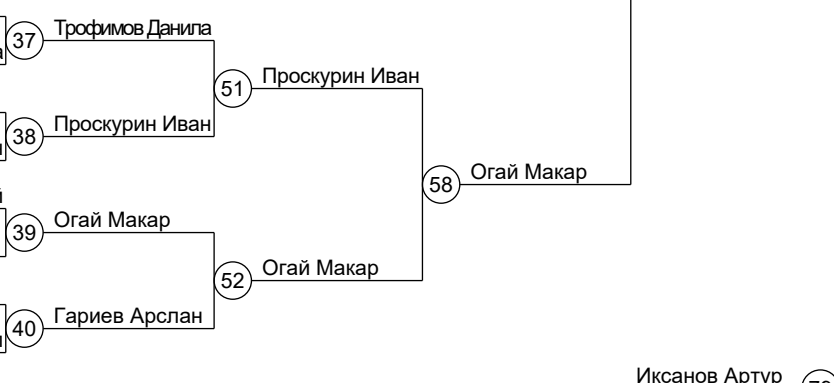 37 Трофимов Данила
51 Проскурин Иван
38 Проскурин Иван
58 Огай Макар
39 Огай Макар
52 Огай Макар
40 Гариев Арслан
Иксанов Артур